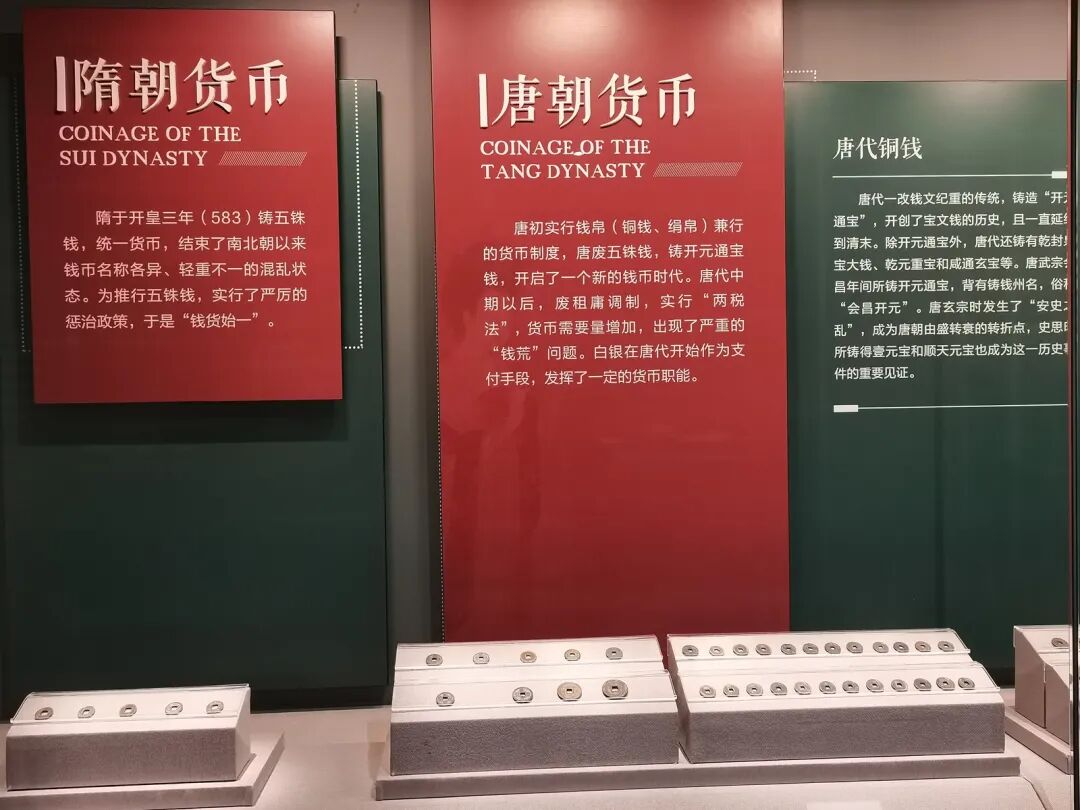 隋朝货币
COINAGE OF THE
SUI DYNASTY
隋于开皇三年（583）铸五铢
钱，统一货币，结束了南北朝以来
钱币名称各异、轻重不一的混乱状
态。为推行五铢钱，实行了严厉的
惩治政策，于是“钱货始一”。
唐朝货币
COINAGE OF THE
TANG DYNASTY
唐初实行钱帛（铜钱、绢帛）兼行
的货币制度，唐废五铢钱，铸开元通宝
钱，开启了一个新的钱币时代。唐代中
期以后，废租庸调制，实行“两税
法”，货币需要量增加，出现了严重的
“钱荒”问题。白银在唐代开始作为支
付手段，发挥了一定的货币职能。
唐代铜钱
唐代一改钱文纪重的传统，铸造“开元
通宝”，开创了宝文钱的历史，且一直延
到清末。除开元通宝外，唐代还铸有乾封
宝大钱、乾元重宝和咸通玄宝等。唐武宗会
昌年间所铸开元通宝，背有铸钱州名，俗
“会昌开元”。唐玄宗时发生了“安史
乱”，成为唐朝由盛转衰的转折点，史思
所铸得壹元宝和顺天元宝也成为这一历史
件的重要见证。